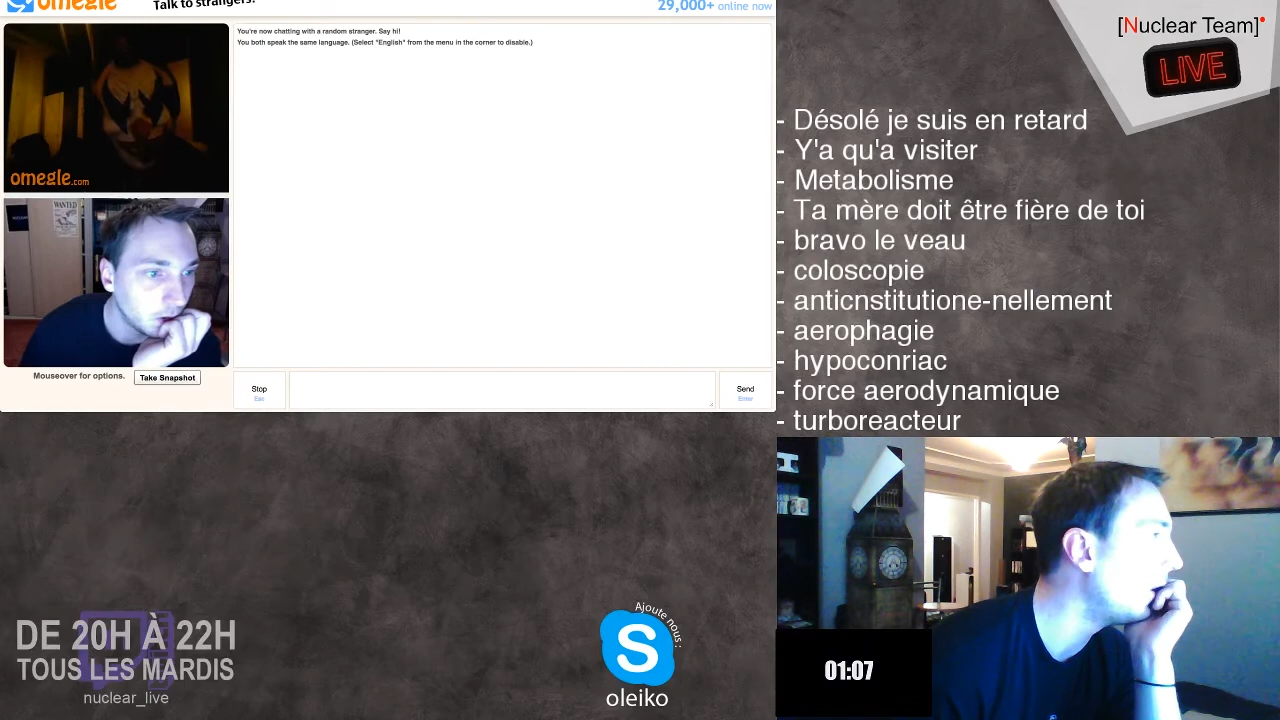 omegle
Talk to strangers!
29,000+ online now
You're now chatting with a random stranger. Say hi!
You both speak the same language. (Select "English" from the menu in the corner to disable.)
omegle.com
WANTED
Mouseover for options.
Take Snapshot
Stop
Esc
Send
Enter
[Nuclear Team]
LIVE
- Désolé je suis en retard
- Y'a qu'a visiter
- Metabolisme
- Ta mère doit être fière de toi
- bravo le veau
- coloscopie
- anticnstitutione-nellement
- aerophagie
- hypoconriac
- force aerodynamique
- turboreacteur
DE 20H À 22H
TOUS LES MARDIS
nuclear_live
Ajoute nous :
S
oleiko
01:07